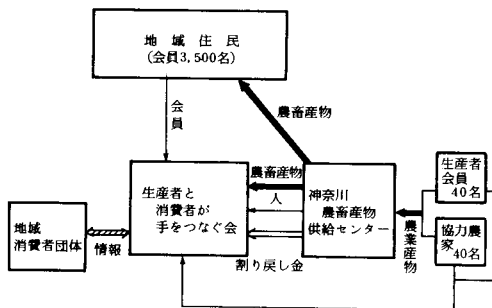 地域住民
(会員3,500名)
会員
農畜産物
農畜産物
人
生産者と
消費者が
手をつなぐ会
神奈川
農畜産物
供給センター
生産者
会員
40名
農業産物
協力農
家
40名
地域
消費者団体
情報
割り戻し金